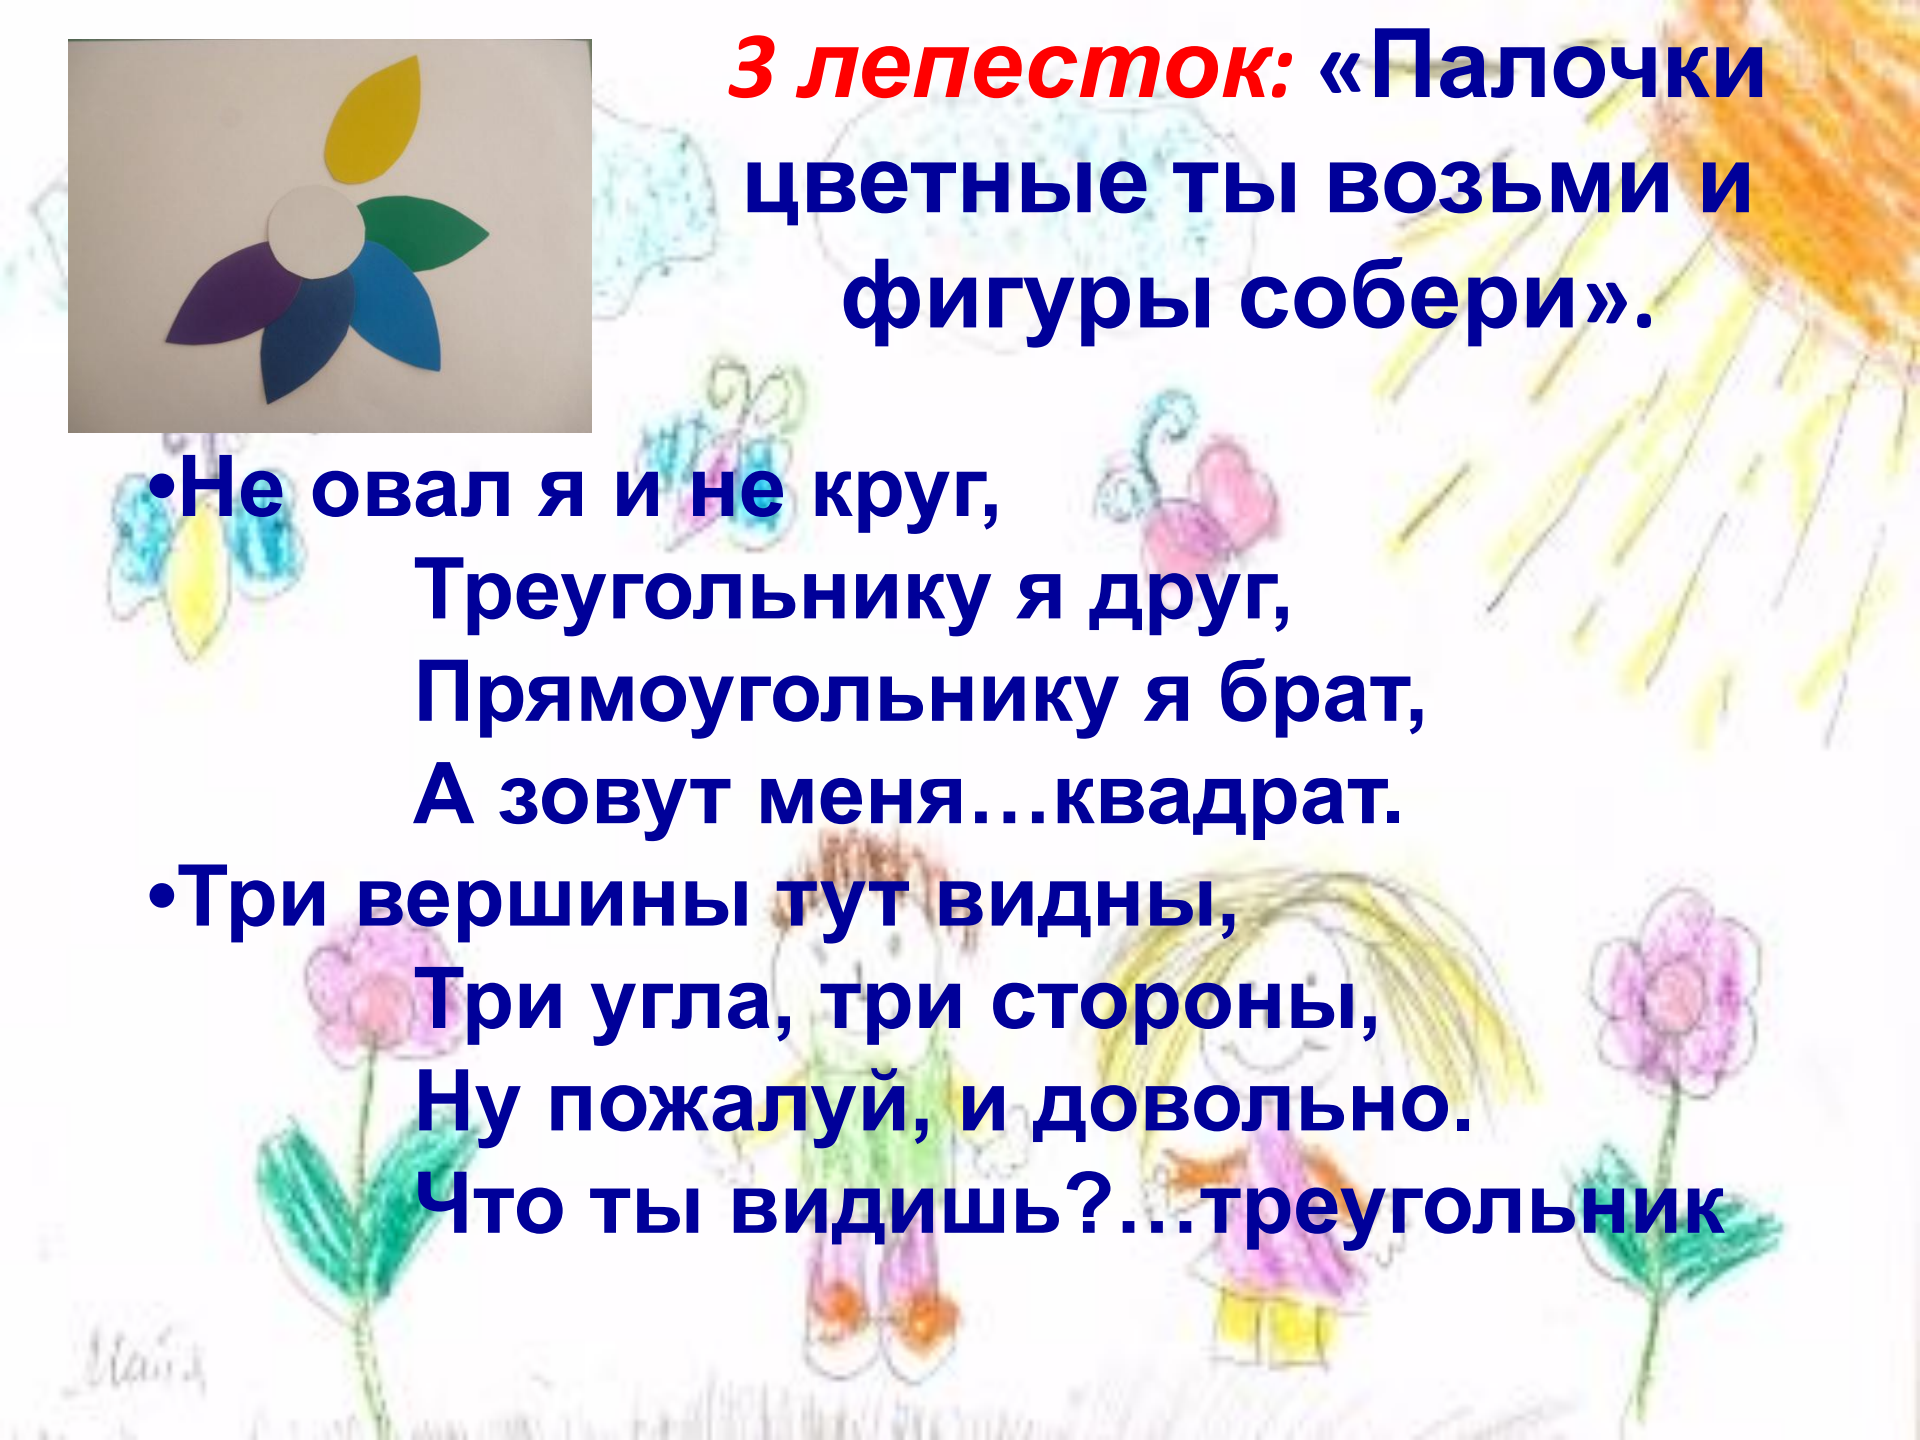 3 лепесток: «Палочки
цветные ты возьми и
фигуры собери».
•Не овал я и не круг,
Треугольнику я друг,
Прямоугольнику я брат,
А зовут меня…квадрат.
•Три вершины тут видны,
Три угла, три стороны,
Ну пожалуй, и довольно.
Что ты видишь?…треугольник